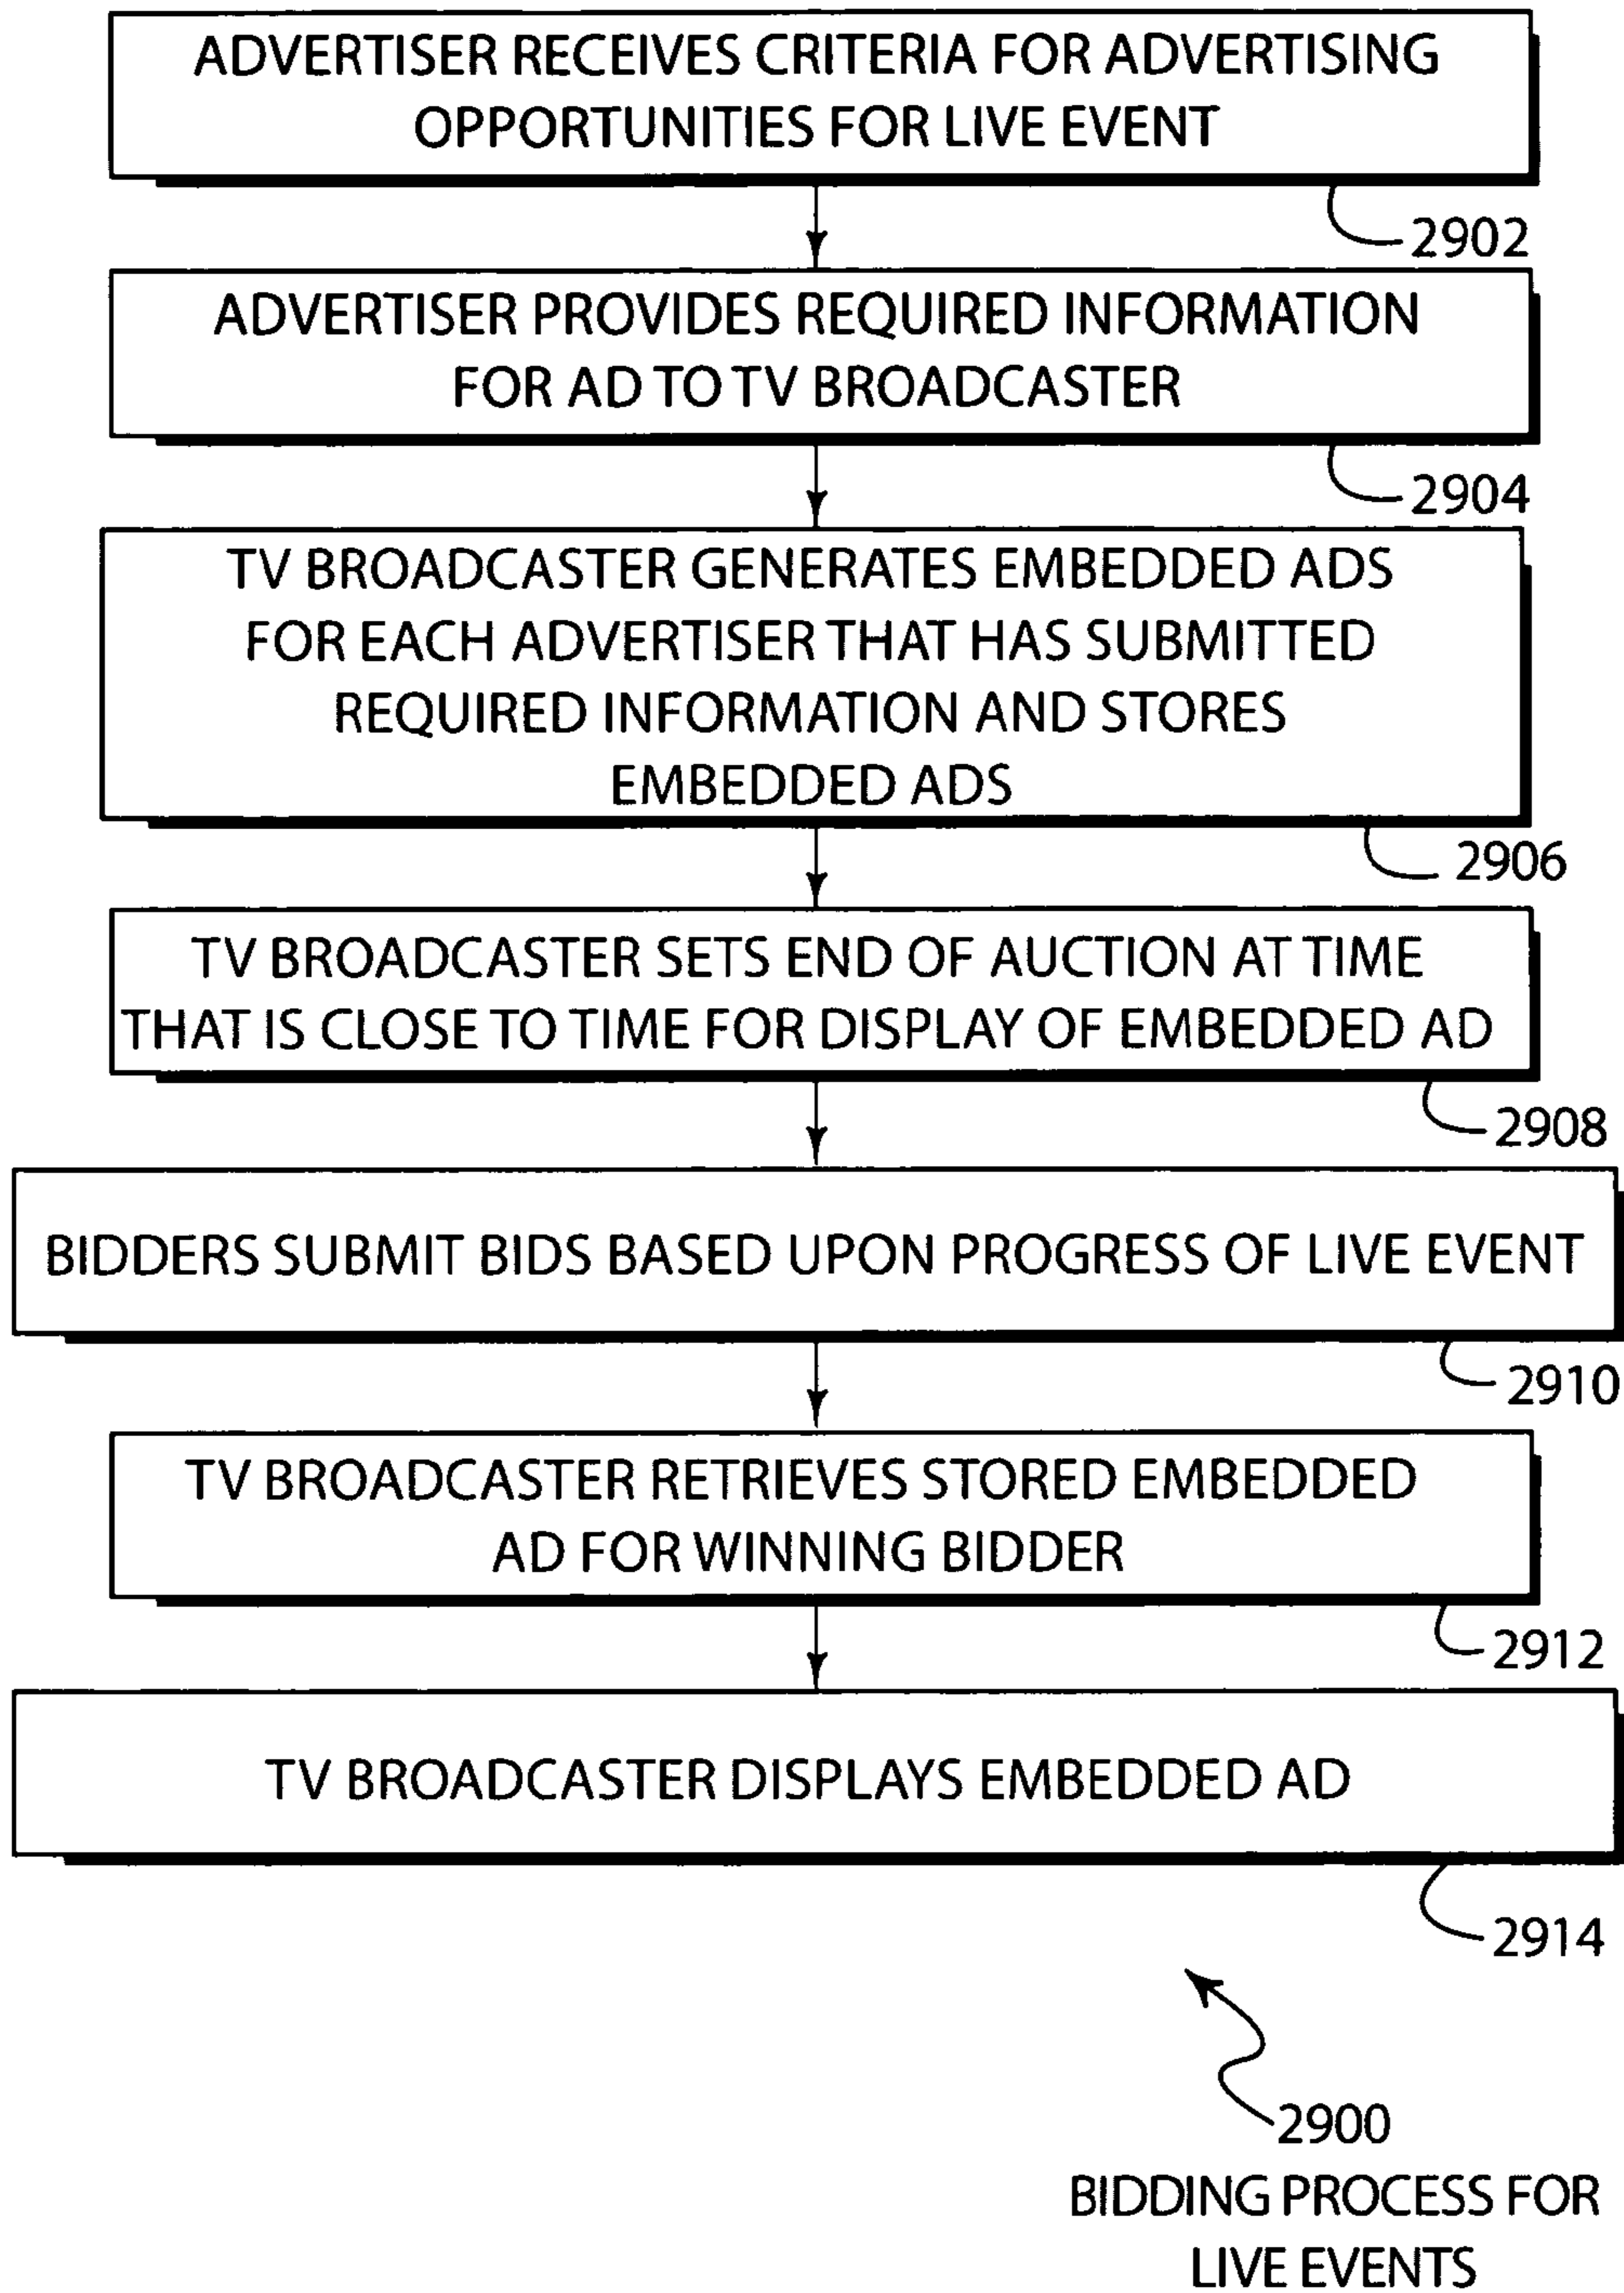 ADVERTISER RECEIVES CRITERIA FOR ADVERTISING
OPPORTUNITIES FOR LIVE EVENT
2902
ADVERTISER PROVIDES REQUIRED INFORMATION
FOR AD TO TV BROADCASTER
2904
TV BROADCASTER GENERATES EMBEDDED ADS
FOR EACH ADVERTISER THAT HAS SUBMITTED
REQUIRED INFORMATION AND STORES
EMBEDDED ADS
2906
TV BROADCASTER SETS END OF AUCTION AT TIME
THAT IS CLOSE TO TIME FOR DISPLAY OF EMBEDDED AD
2908
BIDDERS SUBMIT BIDS BASED UPON PROGRESS OF LIVE EVENT
2910
TV BROADCASTER RETRIEVES STORED EMBEDDED
AD FOR WINNING BIDDER
2912
TV BROADCASTER DISPLAYS EMBEDDED AD
2914
2900
BIDDING PROCESS FOR
LIVE EVENTS